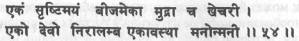 एकं सृष्टिमयं बीजमेका मुद्रा च खेचरी ।
एको देवो निरालम्ब एकावस्था मनोन्मनी ।। ५४ ।।